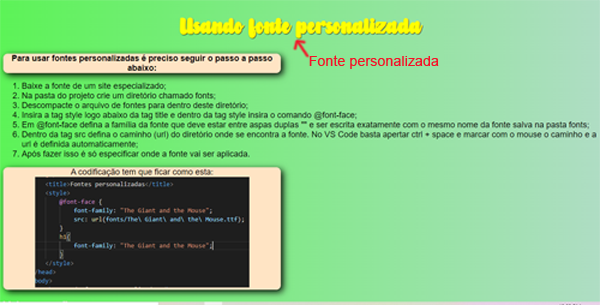 Usando fonte personalizada
Fonte personalizada
Para usar fontes personalizadas é preciso seguir o passo a passo
abaixo:
1. Baixe a fonte de um site especializado;
2. Na pasta do projeto crie um diretório chamado fonts;
3. Descompacte o arquivo de fontes para dentro deste diretório;
4. Insira a tag style logo abaixo da tag title e dentro da tag style insira o comando @font-face;
5. Em @font-face defina a família da fonte que deve estar entre aspas duplas "" e ser escrita exatamente com o mesmo nome da fonte salva na pasta fonts;
6. Dentro da tag src defina o caminho (url) do diretório onde se encontra a fonte. No VS Code basta apertar ctrl + space e marcar com o mouse o caminho e a
url é definida automaticamente;
7. Após fazer isso é só especificar onde a fonte vai ser aplicada.
A codificação tem que ficar como esta:
<title>Fontes personalizadas</title>
<style>
@font-face {
font-family: "The Giant and the Mouse";
src: url(fonts/The\ Giant\ and\ the\ Mouse.ttf);
}
h1{
font-family: "The Giant and the Mouse";
}
</style>
/head>
body>